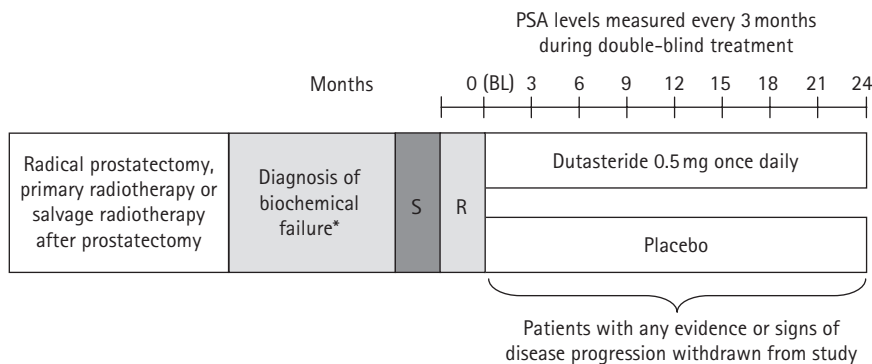 PSA levels measured every 3 months
during double-blind treatment
Months
0 (BL) 3 6 9 12 15 18 21 24
Radical prostatectomy,
primary radiotherapy or
salvage radiotherapy
after prostatectomy
Diagnosis of
biochemical
failure*
S
R
Dutasteride 0.5 mg once daily
Placebo
Patients with any evidence or signs of
disease progression withdrawn from study